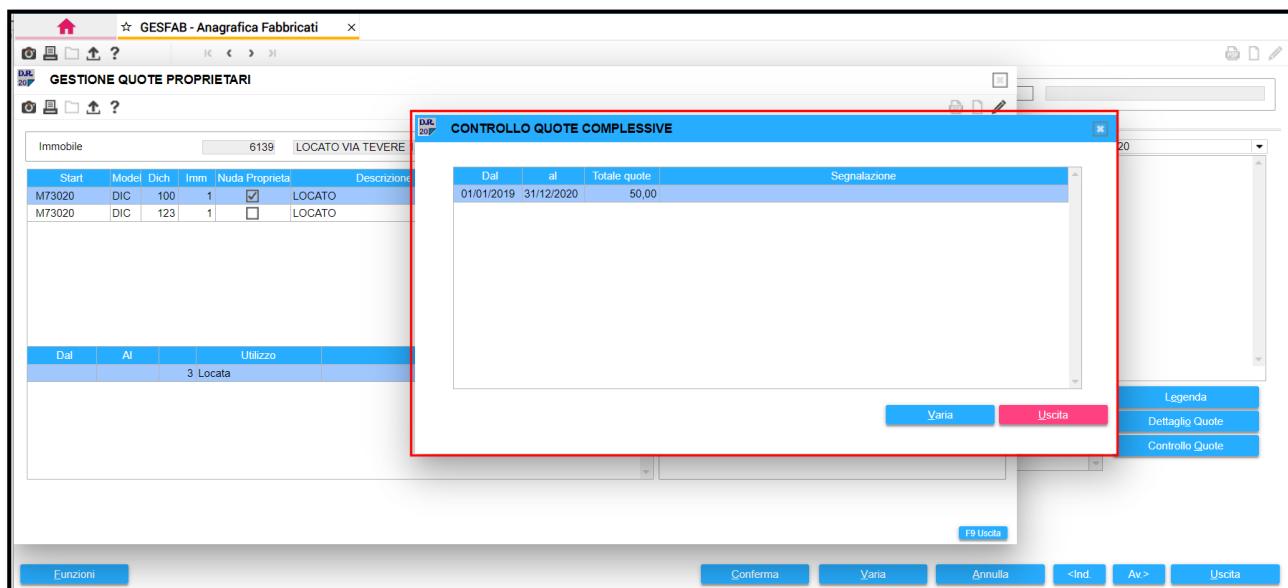 ☆ GESFAB - Anagrafica Fabbricati ×
?
D.R.
20
GESTIONE QUOTE PROPRIETARI
?
Immobile 6139 LOCATO VIA TEVERE
Start Model Dich Imm Nuda Proprieta Descrizione
M73020 DIC 100 1 LOCATO
M73020 DIC 123 1 LOCATO
Dal Al Utilizzo
3 Locata
D.R.
20
CONTROLLO QUOTE COMPLESSIVE
Dal al Totale quote Segnalazione
01/01/2019 31/12/2020 50,00
Varia Uscita
20
Legenda
Dettaglio Quote
Controllo Quote
F9 Uscita
Funzioni Conferma Varia Annulla <Ind. Av.> Uscita